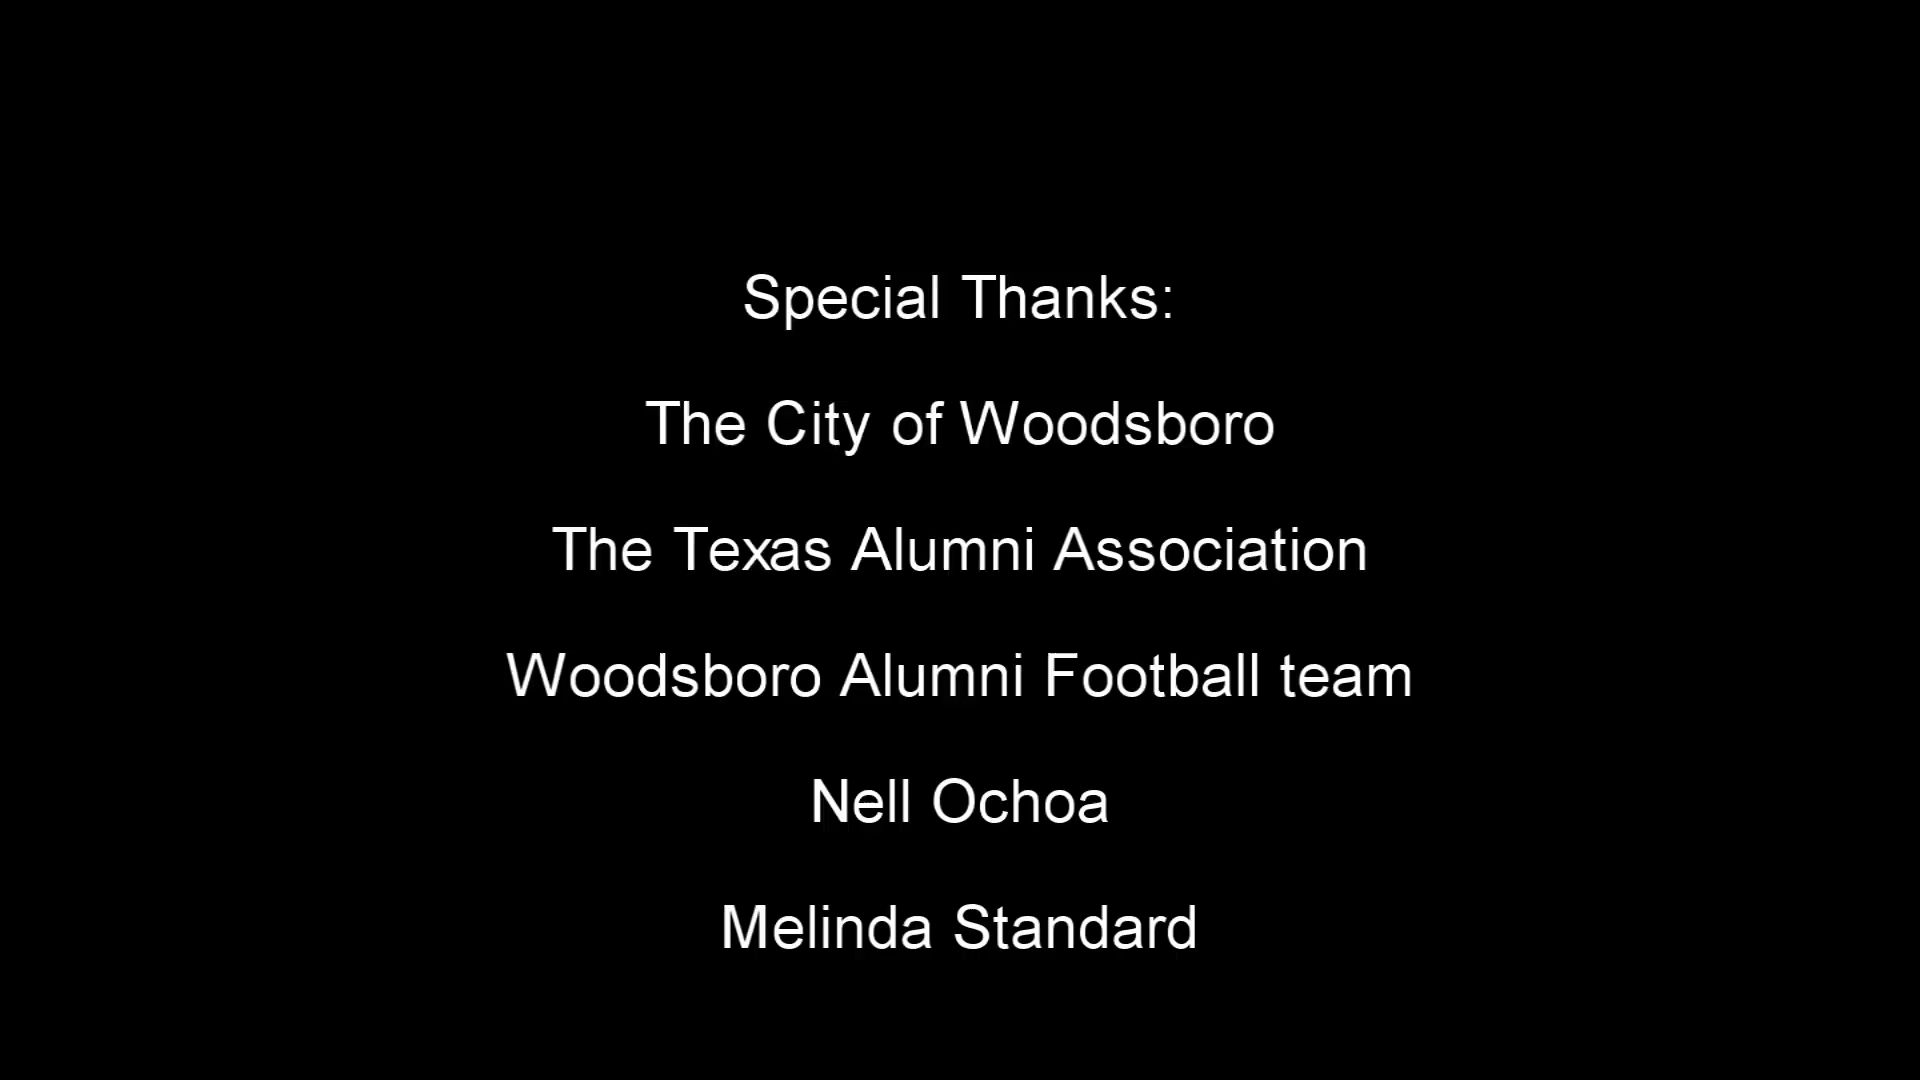 Special Thanks:
The City of Woodsboro
The Texas Alumni Association
Woodsboro Alumni Football team
Nell Ochoa
Melinda Standard